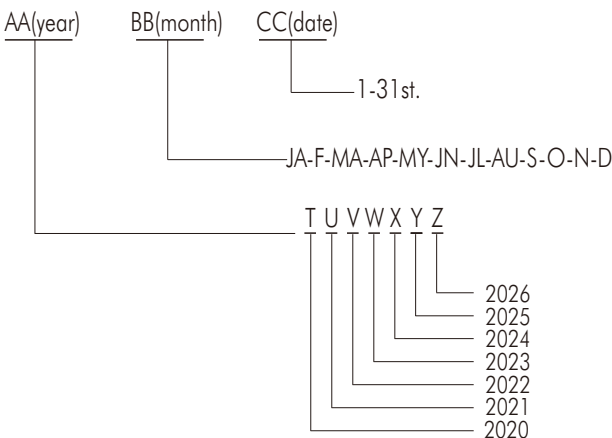 AA(year) BB(month) CC(date)
1-31st.
JA-F-MA-AP-MY-JN-JL-AU-S-O-N-D
T U V W X Y Z
2026
2025
2024
2023
2022
2021
2020